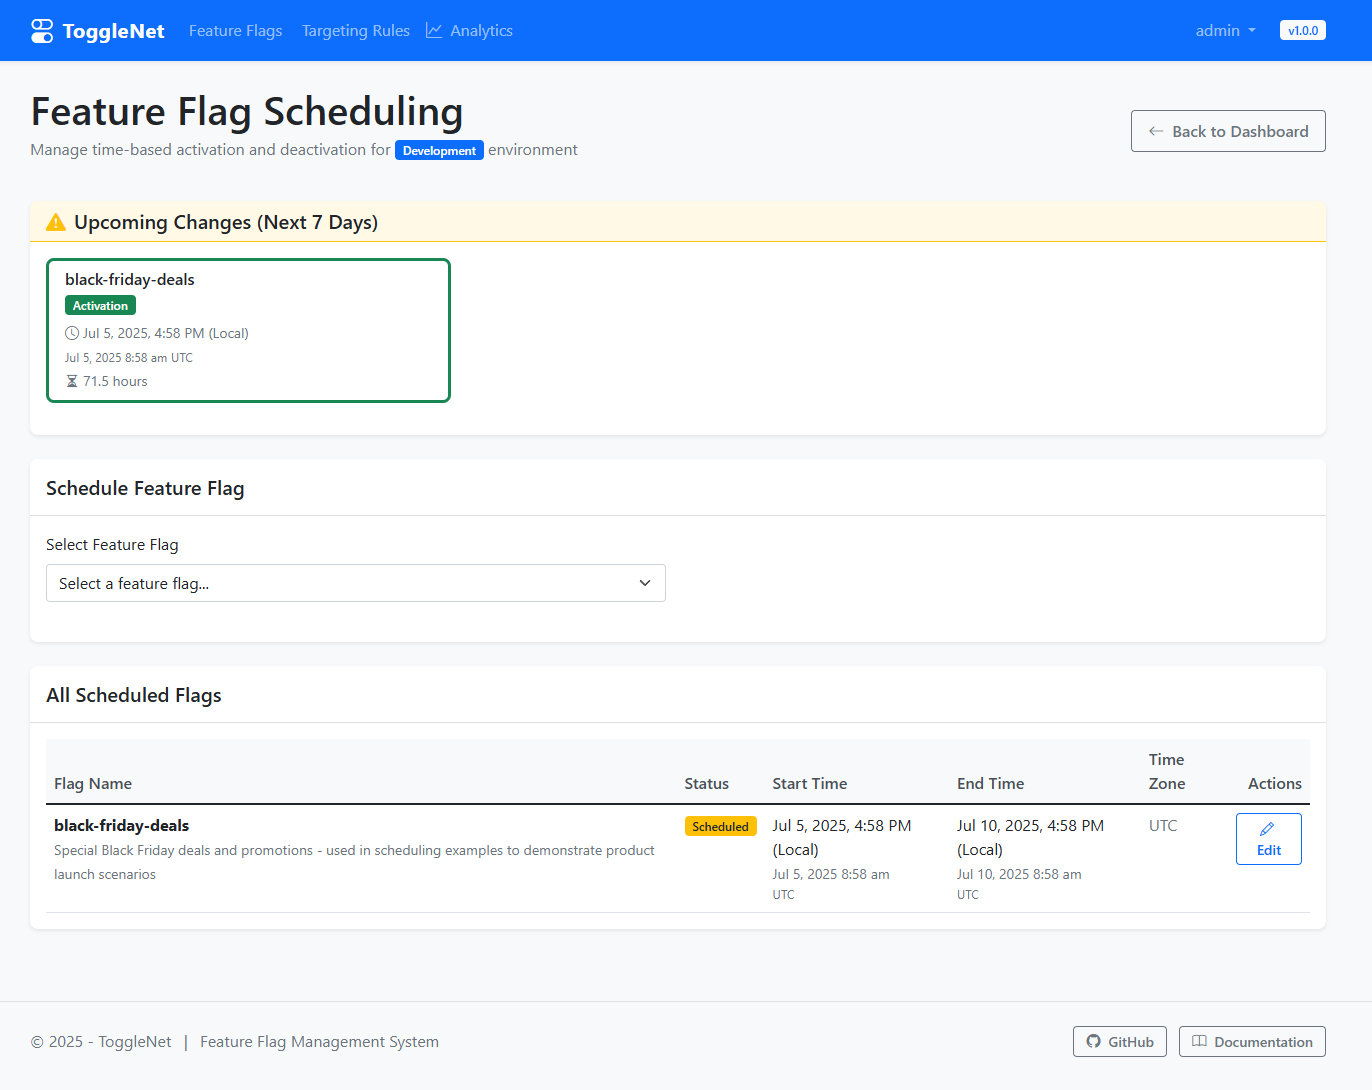 ToggleNet Feature Flags Targeting Rules Analytics admin v1.0.0
Feature Flag Scheduling
Manage time-based activation and deactivation for Development environment
Back to Dashboard
Upcoming Changes (Next 7 Days)
black-friday-deals
Activation
Jul 5, 2025, 4:58 PM (Local)
Jul 5, 2025 8:58 am UTC
71.5 hours
Schedule Feature Flag
Select Feature Flag
Select a feature flag...
All Scheduled Flags
Flag Name Status Start Time End Time Time Zone Actions
black-friday-deals
Special Black Friday deals and promotions - used in scheduling examples to demonstrate product
launch scenarios
Scheduled
Jul 5, 2025, 4:58 PM
(Local)
Jul 5, 2025 8:58 am
UTC
Jul 10, 2025, 4:58 PM
(Local)
Jul 10, 2025 8:58 am
UTC
UTC
Edit
© 2025 - ToggleNet | Feature Flag Management System
GitHub
Documentation